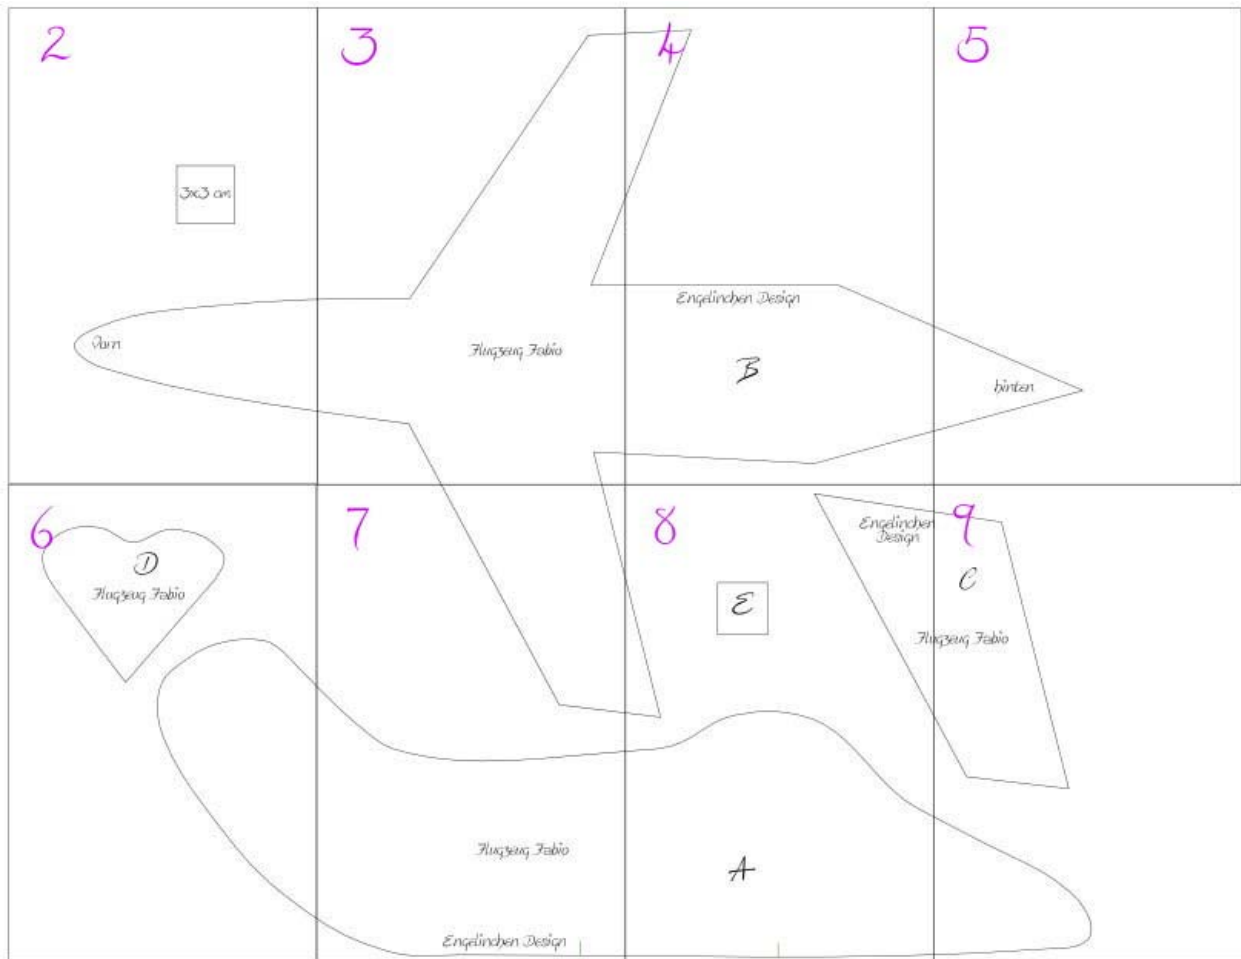 2
3
4
5
3x3 cm
Engelinchen Design
Vorn
Flugzeug Fabio
B
hinten
6
7
8
9
Engelinchen
Design
D
Flugzeug Fabio
E
C
Flugzeug Fabio
Flugzeug Fabio
A
Engelinchen Design